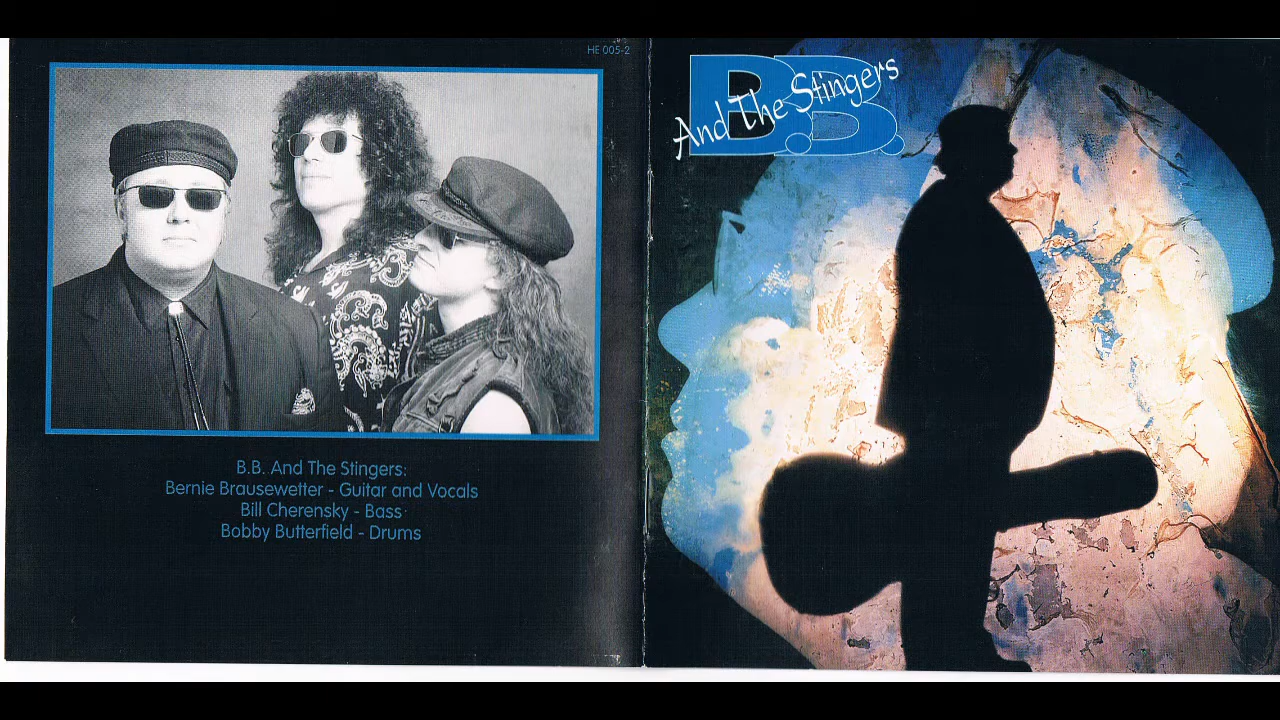 HE 005-2
B.B. And The Stingers:
Bernie Brausewetter - Guitar and Vocals
Bill Cherensky - Bass
Bobby Butterfield - Drums
B.B.
And The Stingers